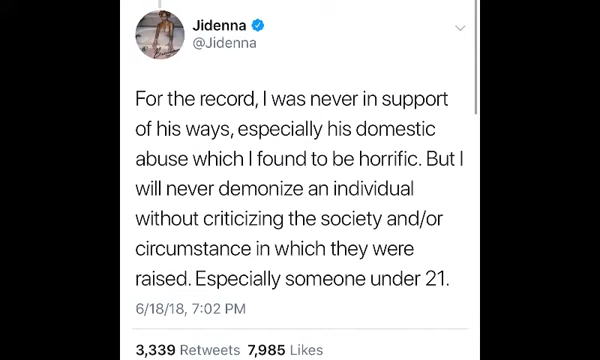 Jidenna
@Jidenna
For the record, I was never in support
of his ways, especially his domestic
abuse which I found to be horrific. But I
will never demonize an individual
without criticizing the society and/or
circumstance in which they were
raised. Especially someone under 21.
6/18/18, 7:02 PM
3,339 Retweets 7,985 Likes